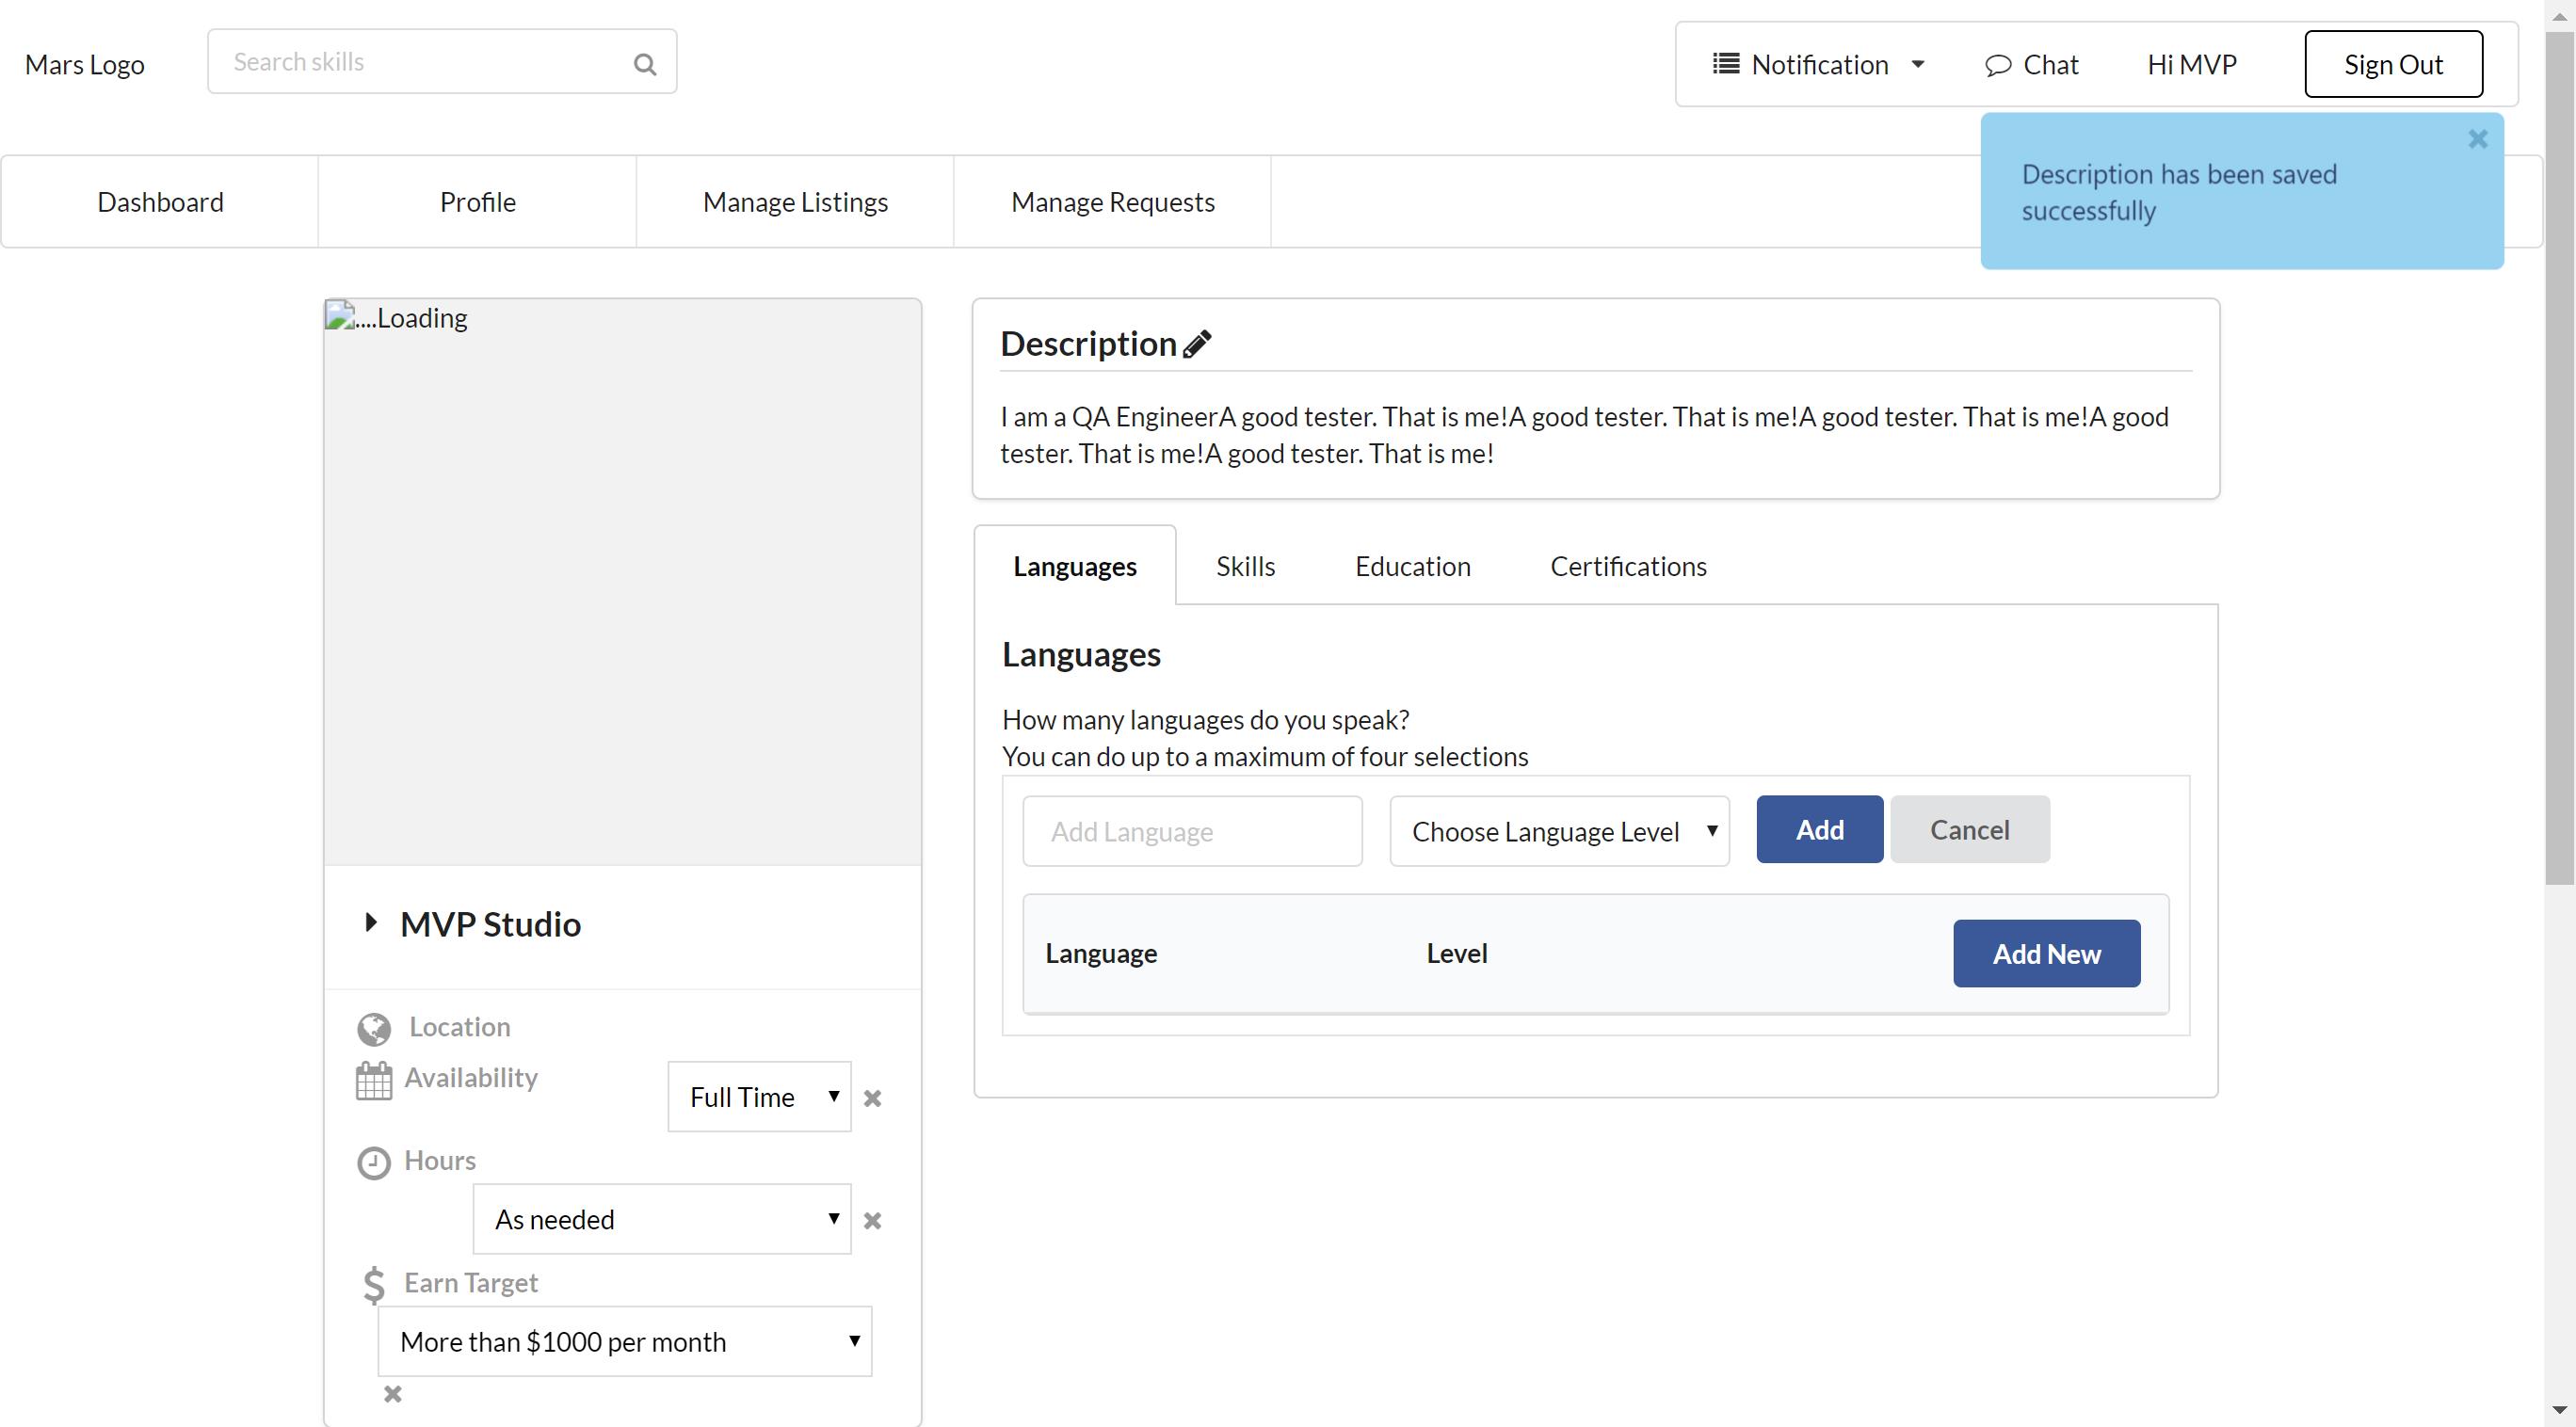 Mars Logo
Search skills
Notification
Chat
Hi MVP
Sign Out
Description has been saved
successfully
Dashboard
Profile
Manage Listings
Manage Requests
....Loading
Description
I am a QA EngineerA good tester. That is me!A good tester. That is me!A good tester. That is me!A good
tester. That is me!A good tester. That is me!
Languages
Skills
Education
Certifications
Languages
How many languages do you speak?
You can do up to a maximum of four selections
Add Language
Choose Language Level
Add
Cancel
Language
Level
Add New
MVP Studio
Location
Availability
Full Time
Hours
As needed
Earn Target
More than $1000 per month